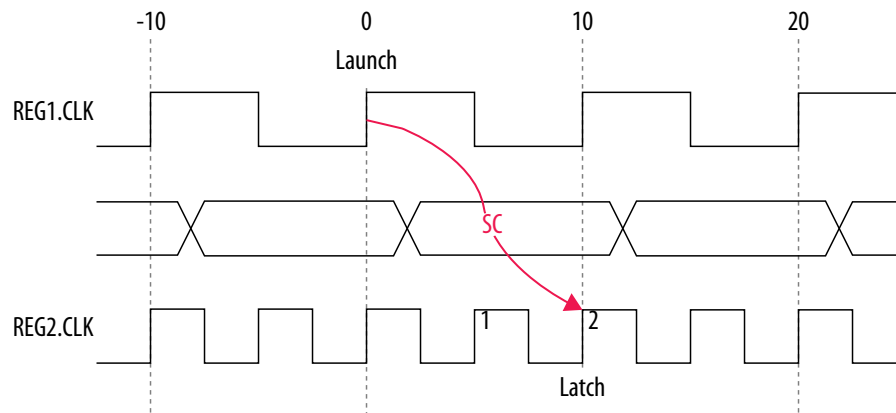 -10 0 10 20
Launch
REG1.CLK
SC
REG2.CLK
1 2
Latch